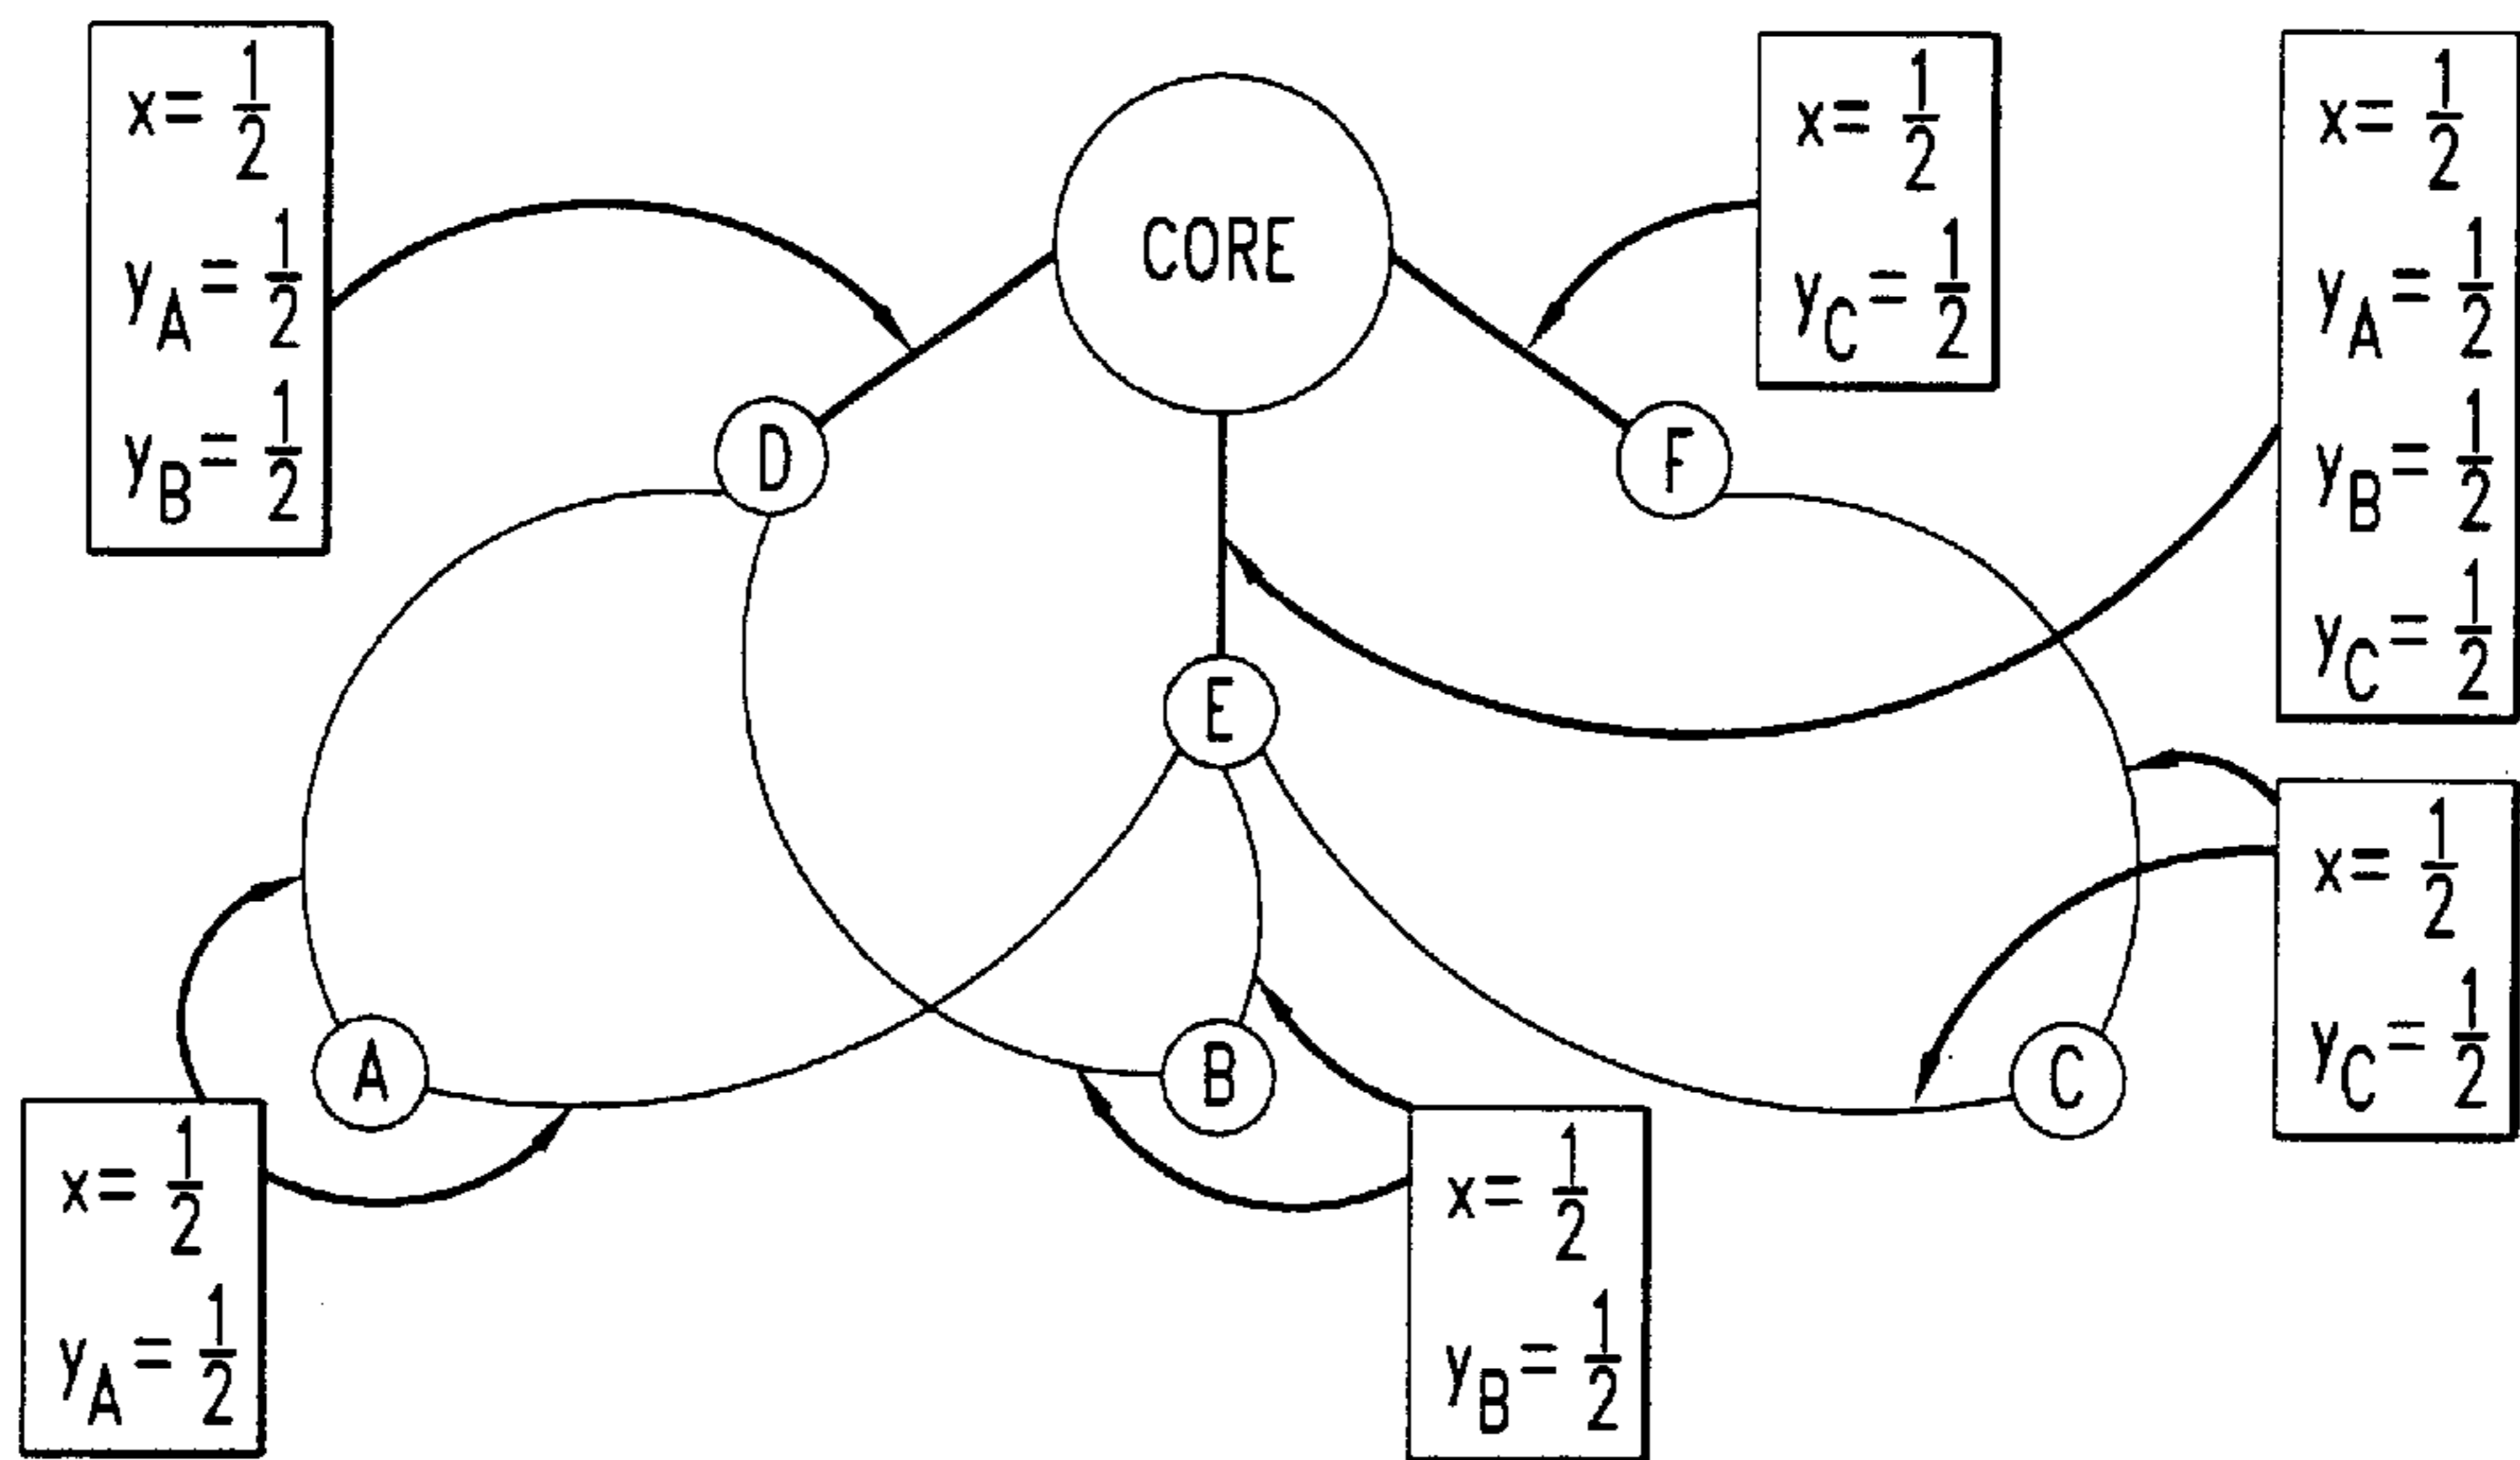 x= 1/2
y_A= 1/2
y_B= 1/2
CORE
x= 1/2
y_C= 1/2
x= 1/2
y_A= 1/2
y_B= 1/2
y_C= 1/2
D
F
E
x= 1/2
y_C= 1/2
A
B
C
x= 1/2
y_A= 1/2
x= 1/2
y_B= 1/2